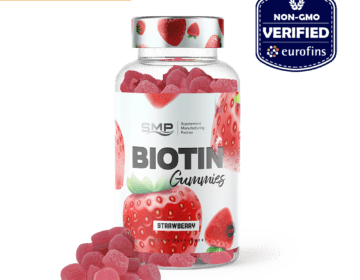 NON-GMO
VERIFIED
eurofins
SMP
Supplement
Manufacturing
Partner
BIOTIN
Gummies
STRAWBERRY